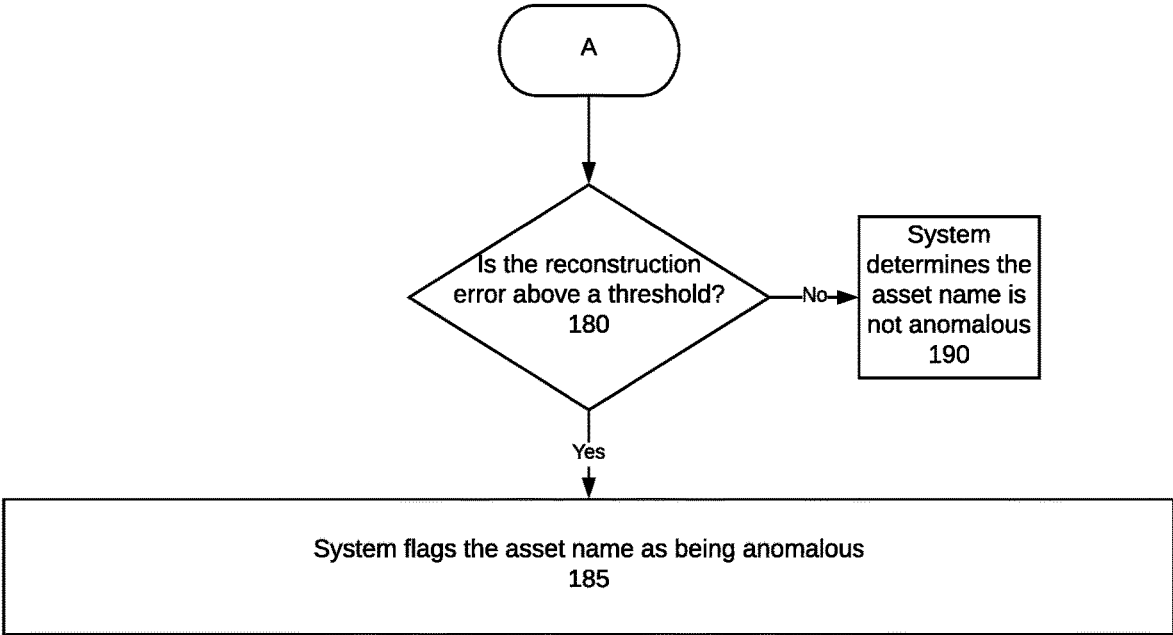 A
Is the reconstruction
error above a threshold?
180
No
System
determines the
asset name is
not anomalous
190
Yes
System flags the asset name as being anomalous
185